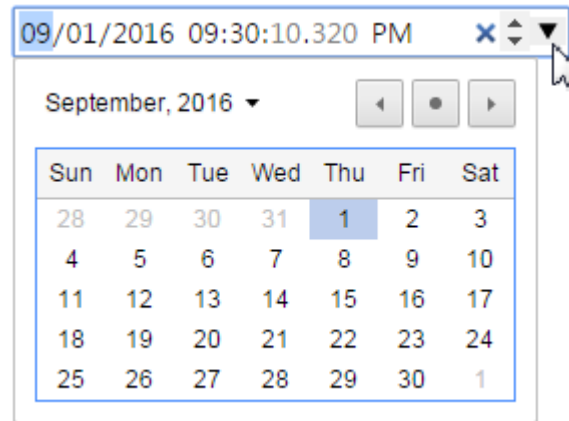 09/01/2016 09:30:10.320 PM
September, 2016
Sun Mon Tue Wed Thu Fri Sat
28 29 30 31 1 2 3
4 5 6 7 8 9 10
11 12 13 14 15 16 17
18 19 20 21 22 23 24
25 26 27 28 29 30 1